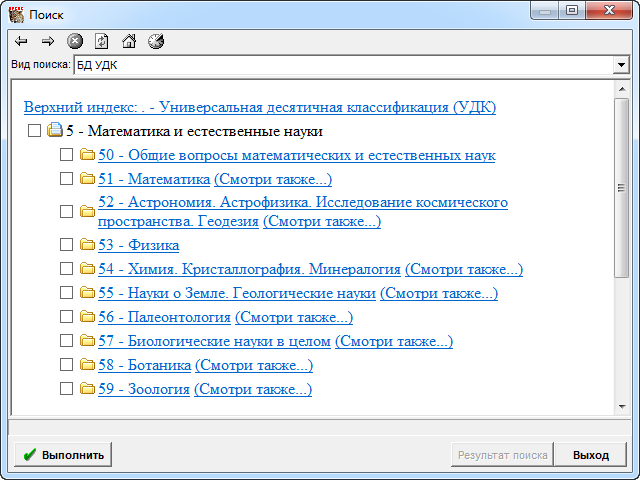 Поиск
Вид поиска: БД УДК
Верхний индекс: . - Универсальная десятичная классификация (УДК)
5 - Математика и естественные науки
50 - Общие вопросы математических и естественных наук
51 - Математика (Смотри также...)
52 - Астрономия. Астрофизика. Исследование космического
пространства. Геодезия (Смотри также...)
53 - Физика
54 - Химия. Кристаллография. Минералогия (Смотри также...)
55 - Науки о Земле. Геологические науки (Смотри также...)
56 - Палеонтология (Смотри также...)
57 - Биологические науки в целом (Смотри также...)
58 - Ботаника (Смотри также...)
59 - Зоология (Смотри также...)
Выполнить Результат поиска Выход